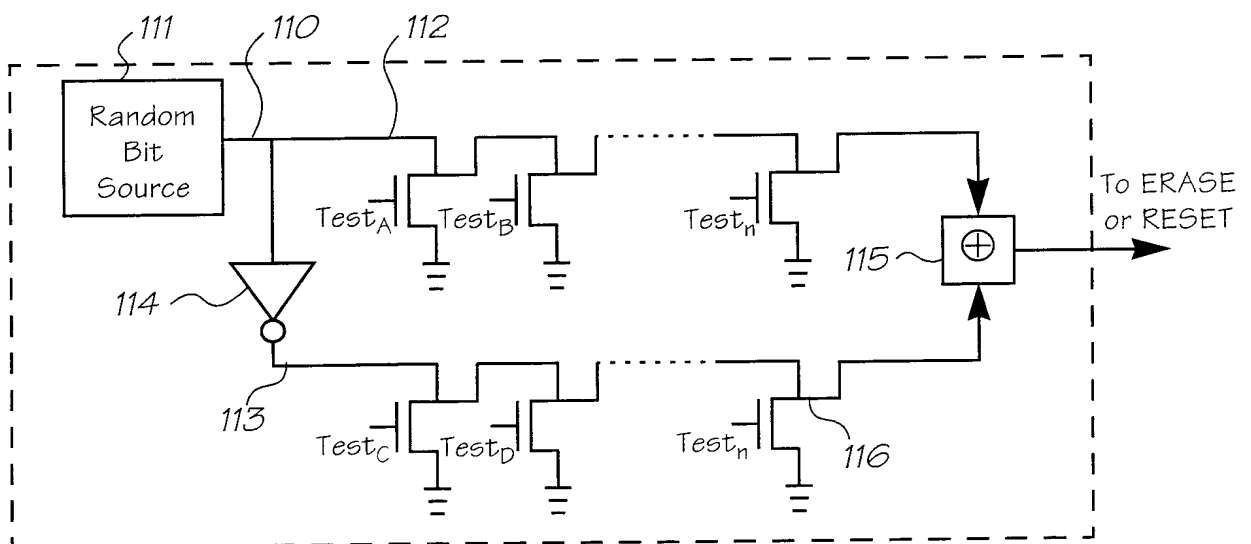 111
110
112
Random
Bit
Source
Test_A
Test_B
Test_n
115
To ERASE
or RESET
114
113
Test_C
Test_D
Test_n
116